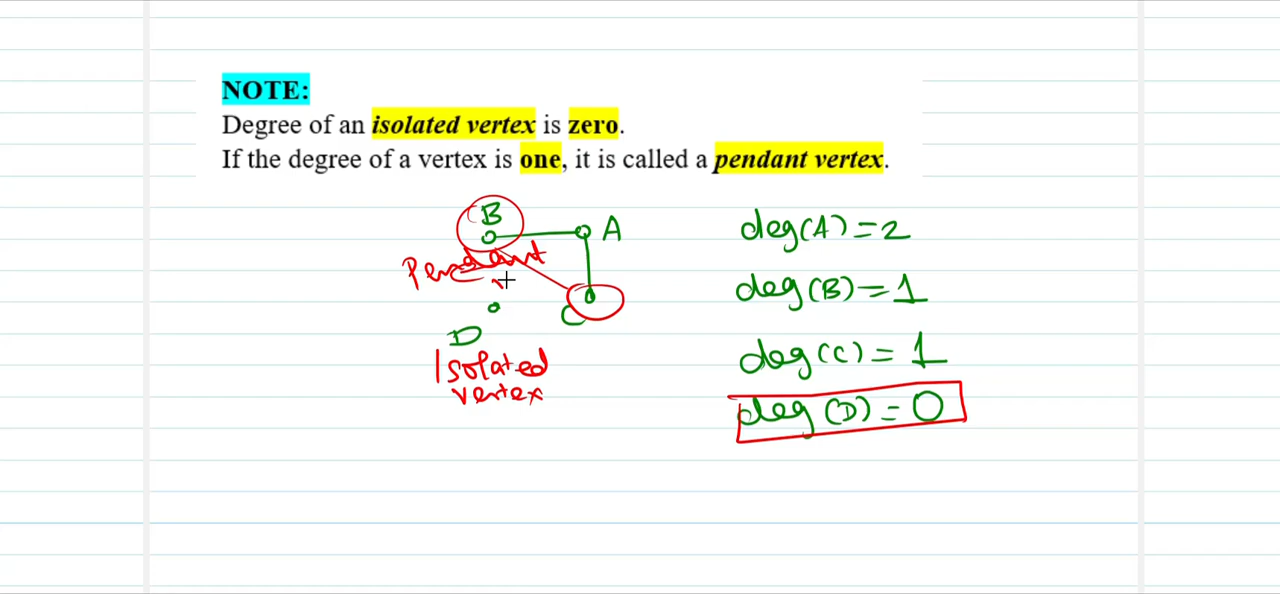 NOTE:
Degree of an isolated vertex is zero.
If the degree of a vertex is one, it is called a pendant vertex.
B
A
Pendant
C
D
Isolated
vertex
deg(A)=2
deg(B)=1
deg(C)=1
deg(D)=0